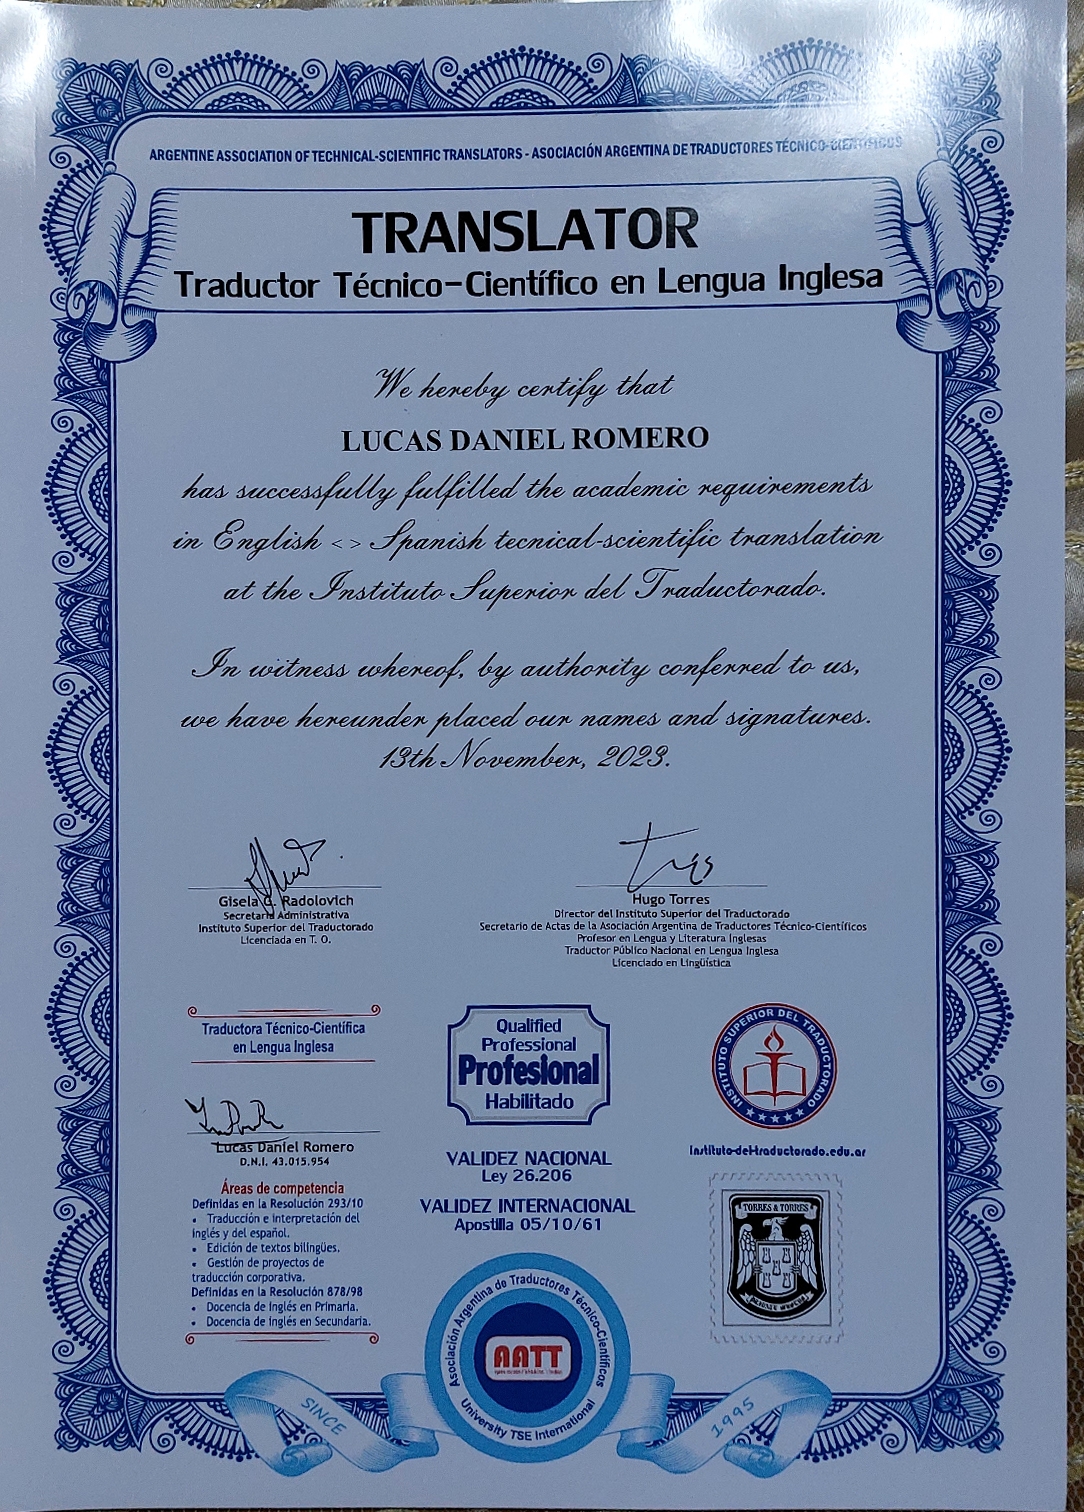 ARGENTINE ASSOCIATION OF TECHNICAL-SCIENTIFIC TRANSLATORS - ASOCIACIÓN ARGENTINA DE TRADUCTORES TÉCNICO-CIENTÍFICOS
TRANSLATOR
Traductor Técnico-Científico en Lengua Inglesa
We hereby certify that
LUCAS DANIEL ROMERO
has successfully fulfilled the academic requirements
in English <> Spanish tecnical-scientific translation
at the Instituto Superior del Traductorado.
In witness whereof, by authority conferred to us,
we have hereunder placed our names and signatures.
13th November, 2023.
Gisela G. Radolovich
Secretaria Administrativa
Instituto Superior del Traductorado
Licenciada en T. O.
Hugo Torres
Director del Instituto Superior del Traductorado
Secretario de Actas de la Asociación Argentina de Traductores Técnico-Científicos
Profesor en Lengua y Literatura Inglesas
Traductor Público Nacional en Lengua Inglesa
Licenciado en Lingüística
Traductora Técnico-Científica
en Lengua Inglesa
Lucas Daniel Romero
D.N.I. 43.015.954
Áreas de competencia
Definidas en la Resolución 293/10
• Traducción e interpretación del
inglés y del español.
• Edición de textos bilingües.
• Gestión de proyectos de
traducción corporativa.
Definidas en la Resolución 878/98
• Docencia de inglés en Primaria.
• Docencia de inglés en Secundaria.
Qualified
Professional
Profesional
Habilitado
VALIDEZ NACIONAL
Ley 26.206
VALIDEZ INTERNACIONAL
Apostilla 05/10/61
INSTITUTO SUPERIOR DEL TRADUCTORADO
instituto-del-traductorado.edu.ar
TORRES & TORRES
Asociación Argentina de Traductores Técnico-Científicos
AATT
University TSE International
SINCE
1995